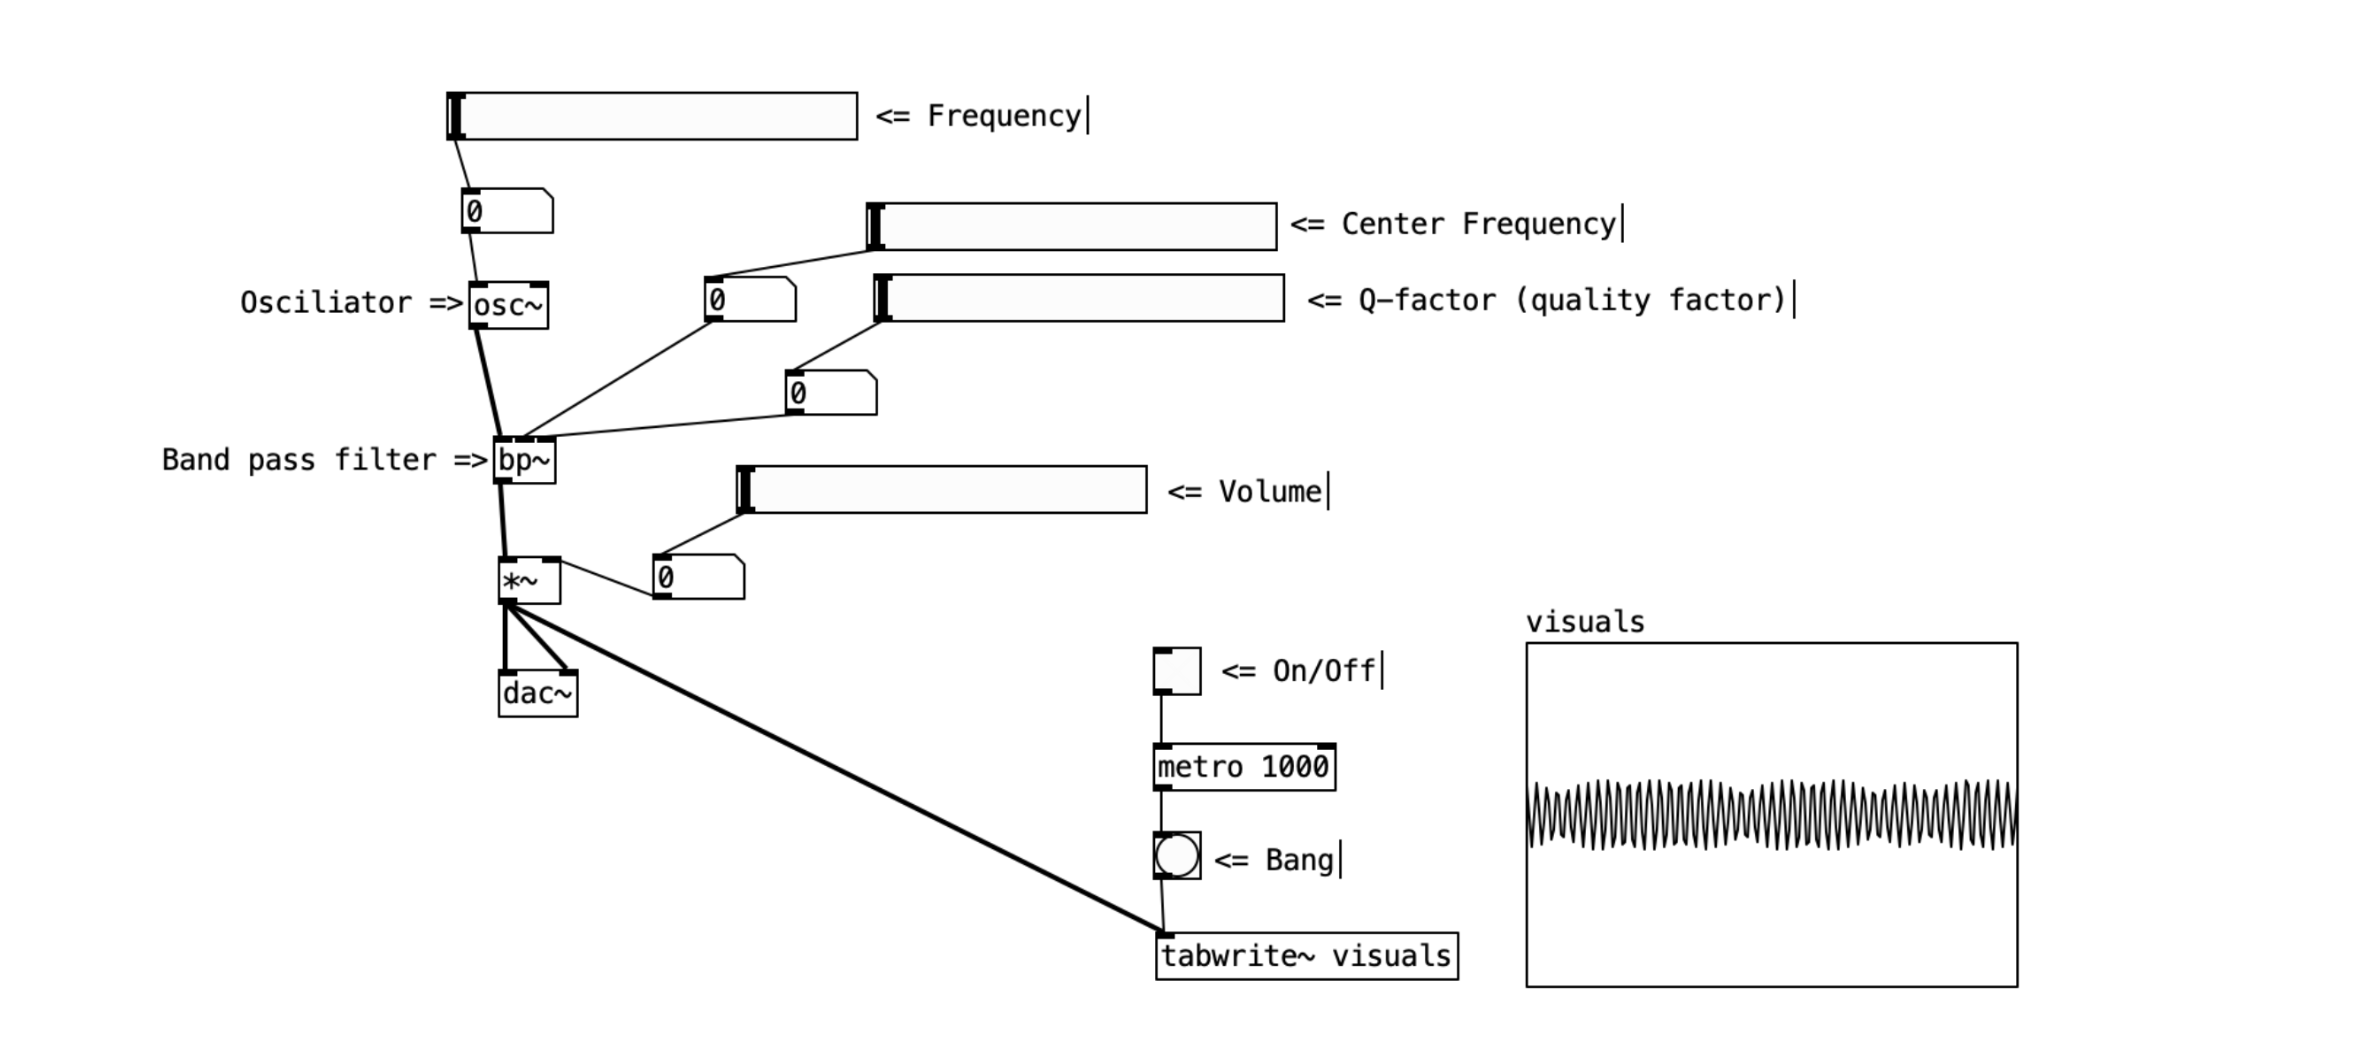 <= Frequency
0
<= Center Frequency
0
<= Q-factor (quality factor)
Osciliator => osc~
0
Band pass filter => bp~
<= Volume
*~
0
visuals
<= On/Off
dac~
metro 1000
<= Bang
tabwrite~ visuals